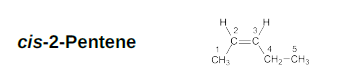 cis-2-Pentene
H H
2 3
1 C=C 4 5
CH₃ CH₂-CH₃